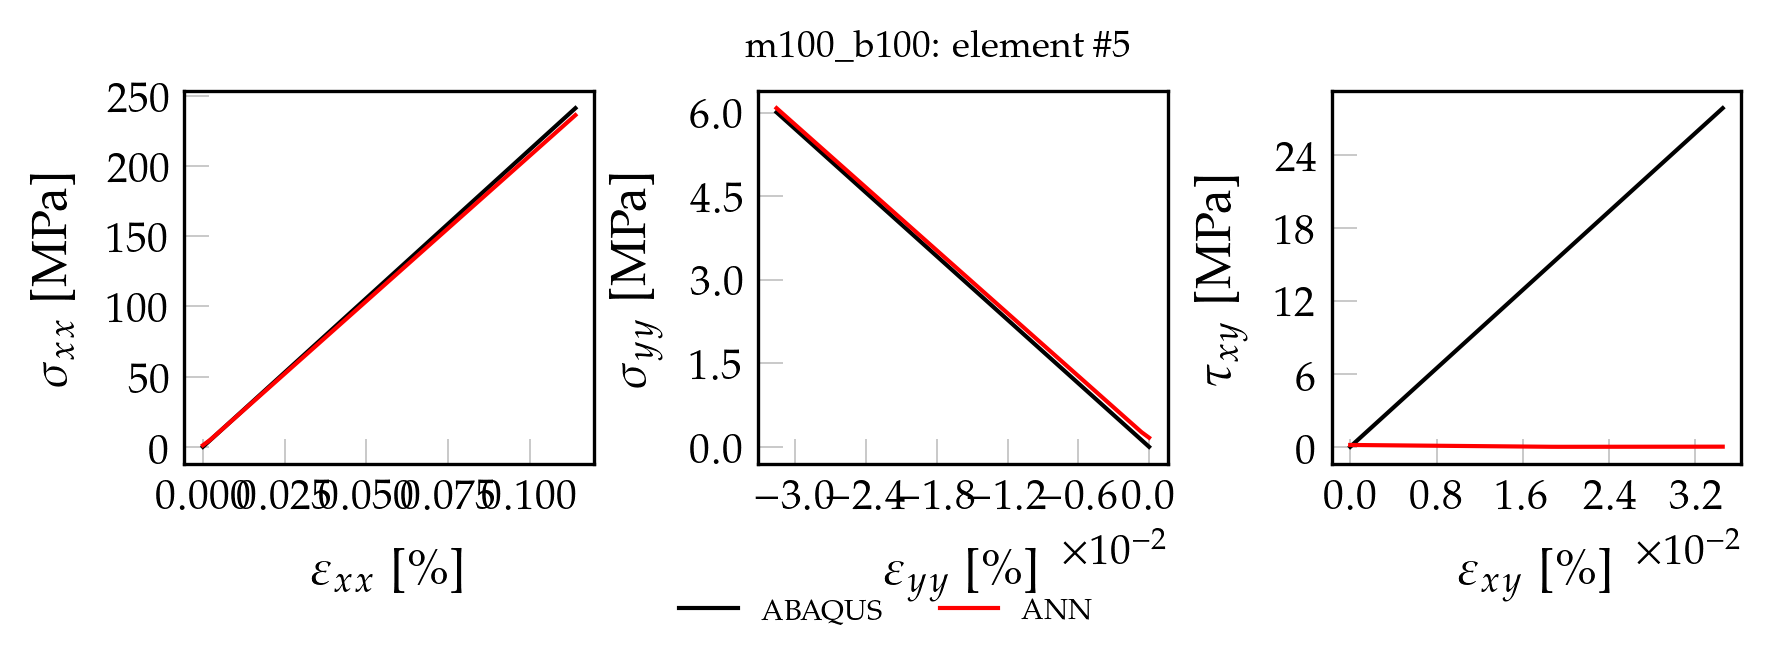 m100_b100: element #5
σxx [MPa]
250
200
150
100
50
0
0.000 0.025 0.050 0.075 0.100
εxx [%]
σyy [MPa]
6.0
4.5
3.0
1.5
0.0
−3.0 −2.4 −1.8 −1.2 −0.6 0.0
×10−2
εyy [%]
τxy [MPa]
24
18
12
6
0
0.0 0.8 1.6 2.4 3.2
×10−2
εxy [%]
ABAQUS ANN